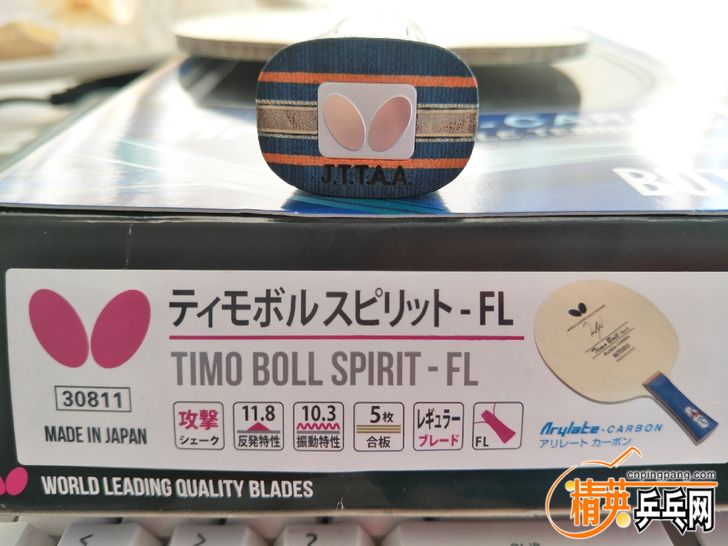 J.T.T.A.A.
ティモボル スピリット - FL
TIMO BOLL SPIRIT - FL
30811
MADE IN JAPAN
攻撃
シェーク
11.8
反発特性
10.3
振動特性
5枚
合板
レギュラー
ブレード
FL
Arylate-CARBON
アリレート カーボン
WORLD LEADING QUALITY BLADES
cnpingpang.com
精英乒乓网